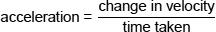 acceleration = change in velocity
time taken